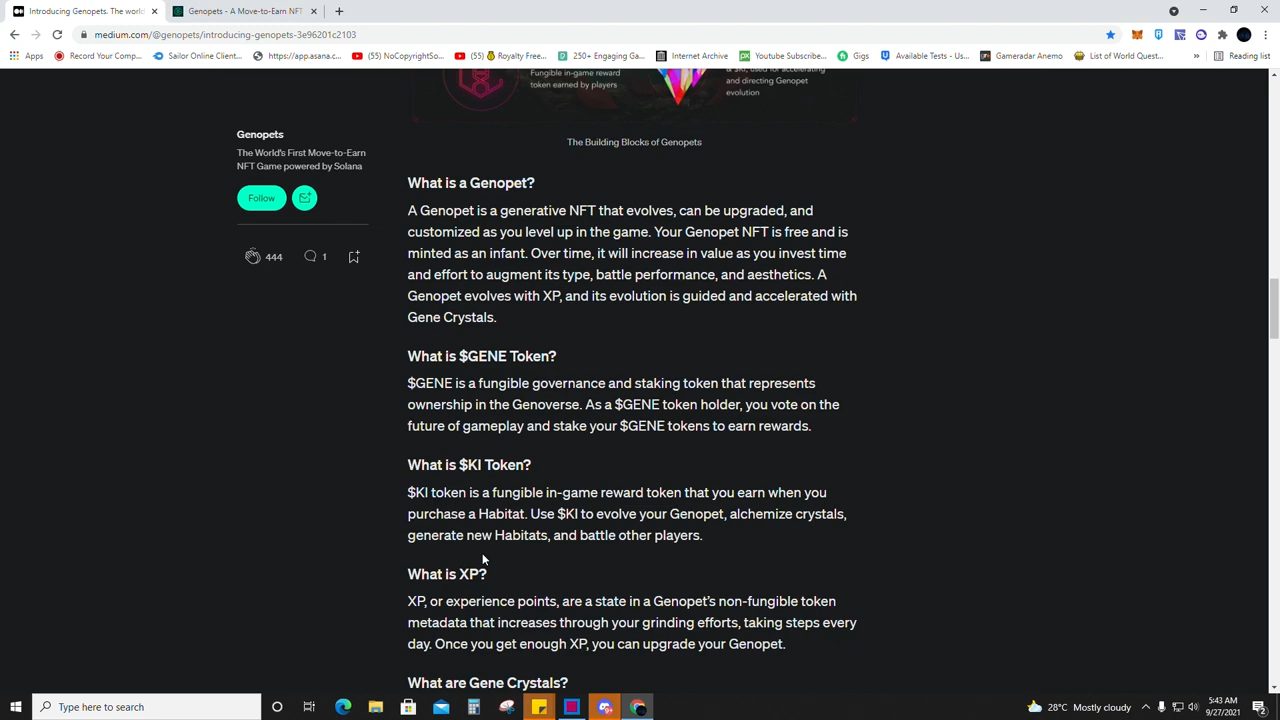 Introducing Genopets. The world
Genopets - A Move-to-Earn NFT
medium.com/@genopets/introducing-genopets-3e96201c2103
Apps
Record Your Comp...
Sailor Online Client...
https://app.asana.c...
(55) NoCopyrightSo...
(55) Royalty Free...
250+ Engaging Ga...
Internet Archive
Youtube Subscribe...
Gigs
Available Tests - Us...
Gameradar Anemo
List of World Quest...
»
Reading list
Fungible in-game reward
token earned by players
& $KI, used for accelerating
and directing Genopet
evolution
The Building Blocks of Genopets
Genopets
The World's First Move-to-Earn
NFT Game powered by Solana
Follow
444
1
What is a Genopet?
A Genopet is a generative NFT that evolves, can be upgraded, and
customized as you level up in the game. Your Genopet NFT is free and is
minted as an infant. Over time, it will increase in value as you invest time
and effort to augment its type, battle performance, and aesthetics. A
Genopet evolves with XP, and its evolution is guided and accelerated with
Gene Crystals.
What is $GENE Token?
$GENE is a fungible governance and staking token that represents
ownership in the Genoverse. As a $GENE token holder, you vote on the
future of gameplay and stake your $GENE tokens to earn rewards.
What is $KI Token?
$KI token is a fungible in-game reward token that you earn when you
purchase a Habitat. Use $KI to evolve your Genopet, alchemize crystals,
generate new Habitats, and battle other players.
What is XP?
XP, or experience points, are a state in a Genopet's non-fungible token
metadata that increases through your grinding efforts, taking steps every
day. Once you get enough XP, you can upgrade your Genopet.
What are Gene Crystals?
Type here to search
28°C Mostly cloudy
5:43 AM
9/27/2021
2